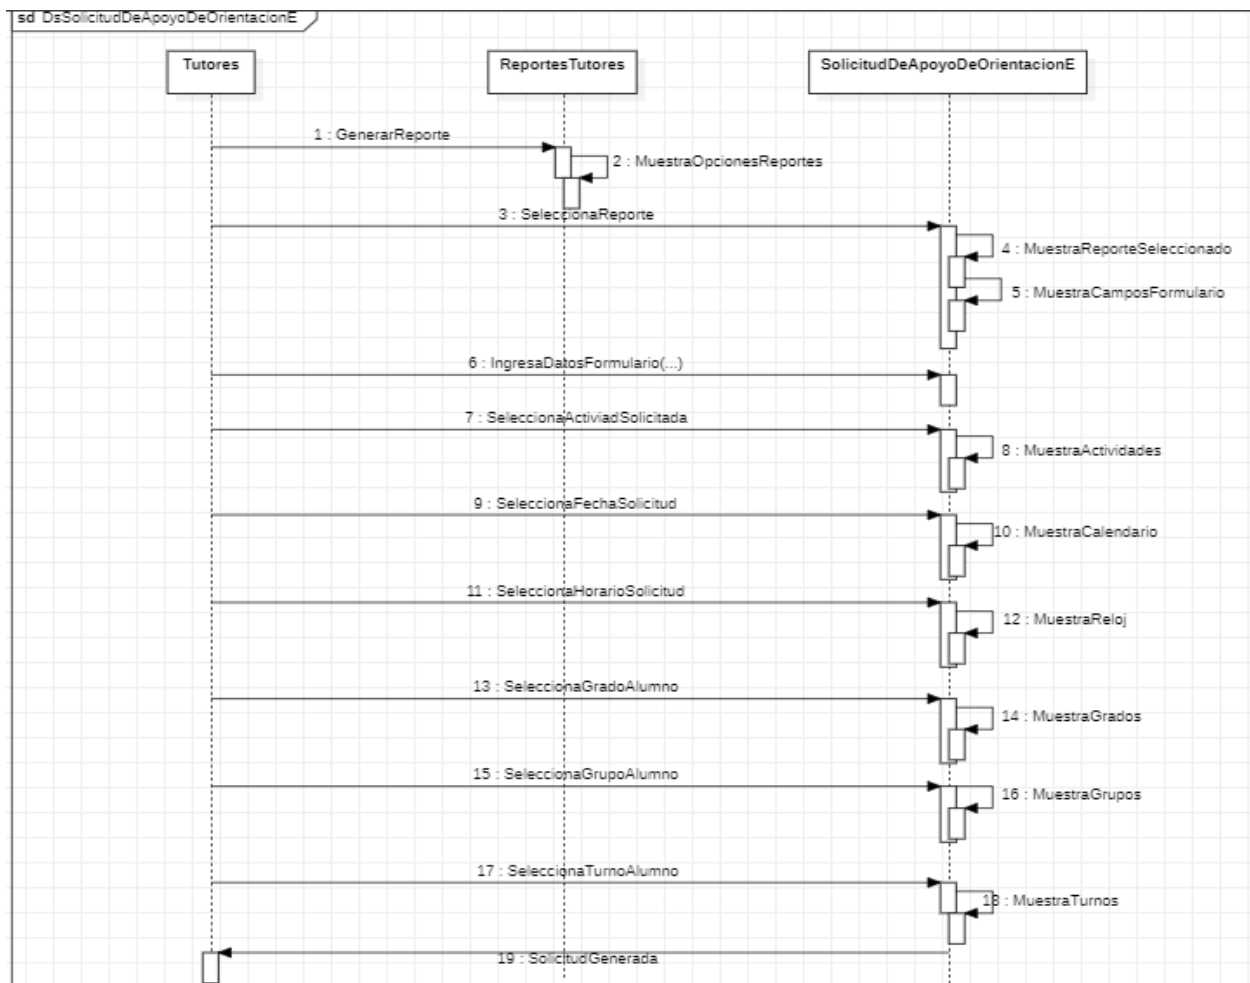 sd DsSolicitudDeApoyoDeOrientacionE
Tutores
ReportesTutores
SolicitudDeApoyoDeOrientacionE
1 : GenerarReporte
2 : MuestraOpcionesReportes
3 : SeleccionaReporte
4 : MuestraReporteSeleccionado
5 : MuestraCamposFormulario
6 : IngresaDatosFormulario(...)
7 : SeleccionaActiviadSolicitada
8 : MuestraActividades
9 : SeleccionaFechaSolicitud
10 : MuestraCalendario
11 : SeleccionaHorarioSolicitud
12 : MuestraReloj
13 : SeleccionaGradoAlumno
14 : MuestraGrados
15 : SeleccionaGrupoAlumno
16 : MuestraGrupos
17 : SeleccionaTurnoAlumno
18 : MuestraTurnos
19 : SolicitudGenerada